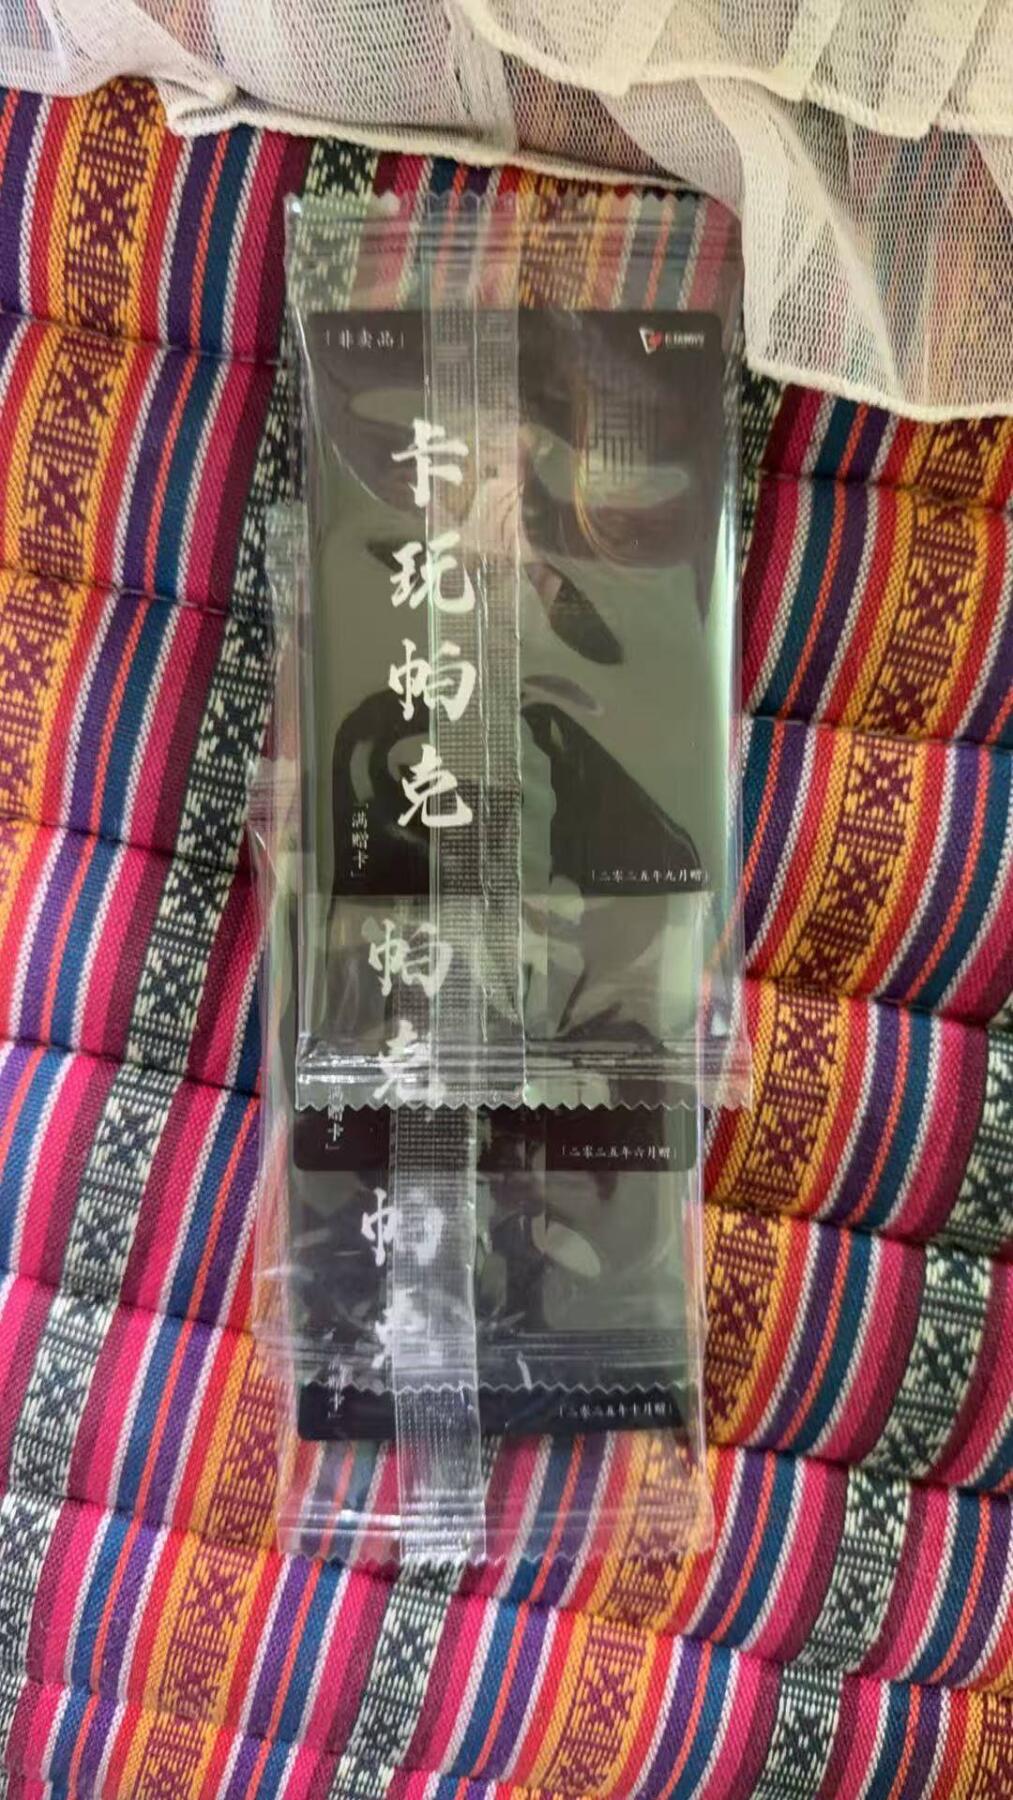 「非卖品」
卡玩帕克
「满赠卡」
「二零二五年九月赠」
帕克
满赠卡」
「二零二五年六月赠」
帕克
卡」
「二零二五年十月赠」